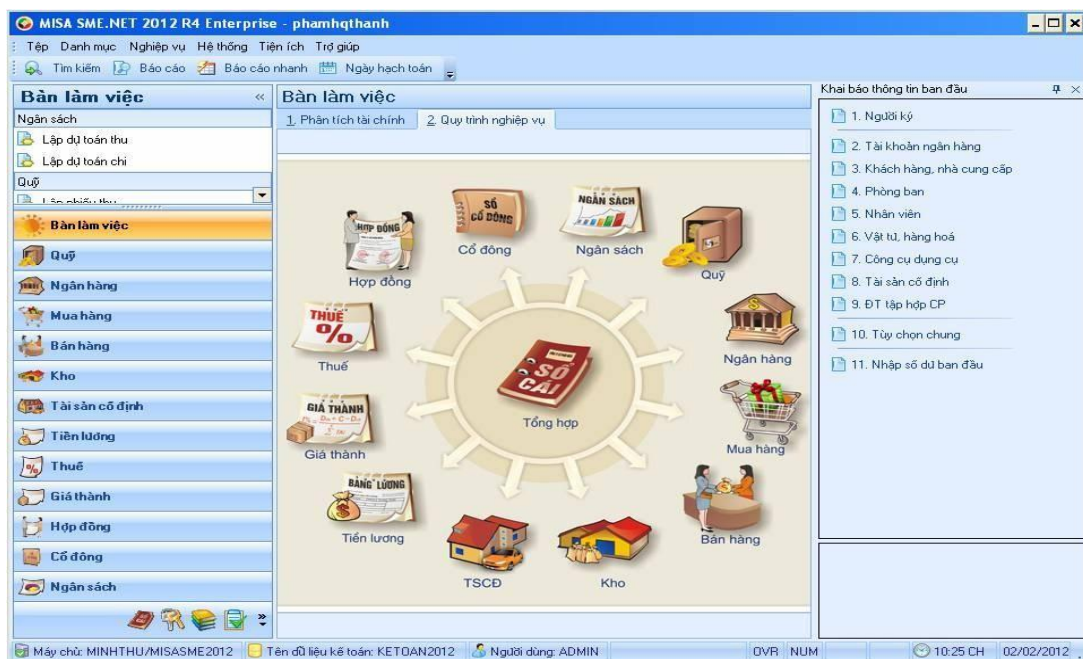 MISA SME.NET 2012 R4 Enterprise - phamhqthanh
Tệp Danh mục Nghiệp vụ Hệ thống Tiện ích Trợ giúp
Tìm kiếm Báo cáo Báo cáo nhanh Ngày hạch toán
Bàn làm việc «
Ngân sách
Lập dự toán thu
Lập dự toán chi
Quỹ
Lập phiếu thu
Bàn làm việc
Quỹ
Ngân hàng
Mua hàng
Bán hàng
Kho
Tài sản cố định
Tiền lương
Thuế
Giá thành
Hợp đồng
Cổ đông
Ngân sách
Bàn làm việc
1. Phân tích tài chính 2. Quy trình nghiệp vụ
SỔ CỔ ĐÔNG
Cổ đông
NGÂN SÁCH
Ngân sách
Quỹ
HỢP ĐỒNG
Hợp đồng
THUẾ %
Thuế
Ngân hàng
SỔ CÁI
Tổng hợp
GIÁ THÀNH
Giá thành
Mua hàng
BẢNG LƯƠNG
Tiền lương
Bán hàng
TSCĐ
Kho
Khai báo thông tin ban đầu
1. Người ký
2. Tài khoản ngân hàng
3. Khách hàng, nhà cung cấp
4. Phòng ban
5. Nhân viên
6. Vật tư, hàng hoá
7. Công cụ dụng cụ
8. Tài sản cố định
9. ĐT tập hợp CP
10. Tùy chọn chung
11. Nhập số dư ban đầu
Máy chủ: MINHTHU/MISASME2012 Tên dữ liệu kế toán: KETOAN2012 Người dùng: ADMIN OVR NUM 10:25 CH 02/02/2012